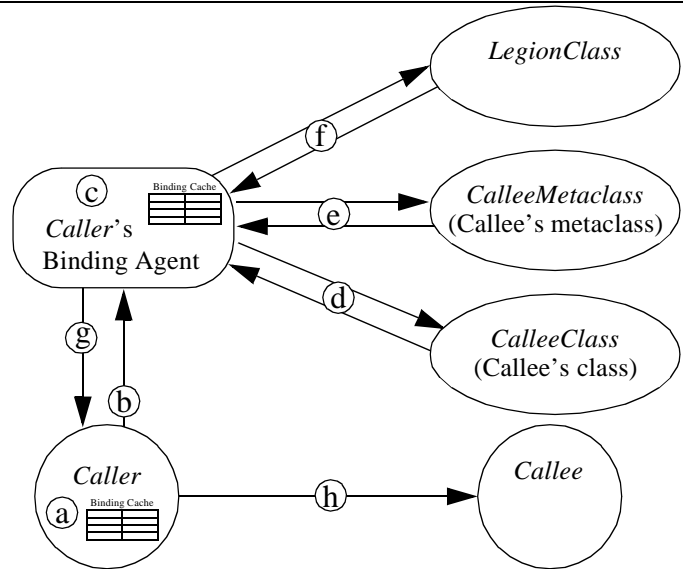 LegionClass
f
c
Binding Cache
Caller's
Binding Agent
CalleeMetaclass
(Callee's metaclass)
e
d
CalleeClass
(Callee's class)
g
b
Caller
a
Binding Cache
h
Callee